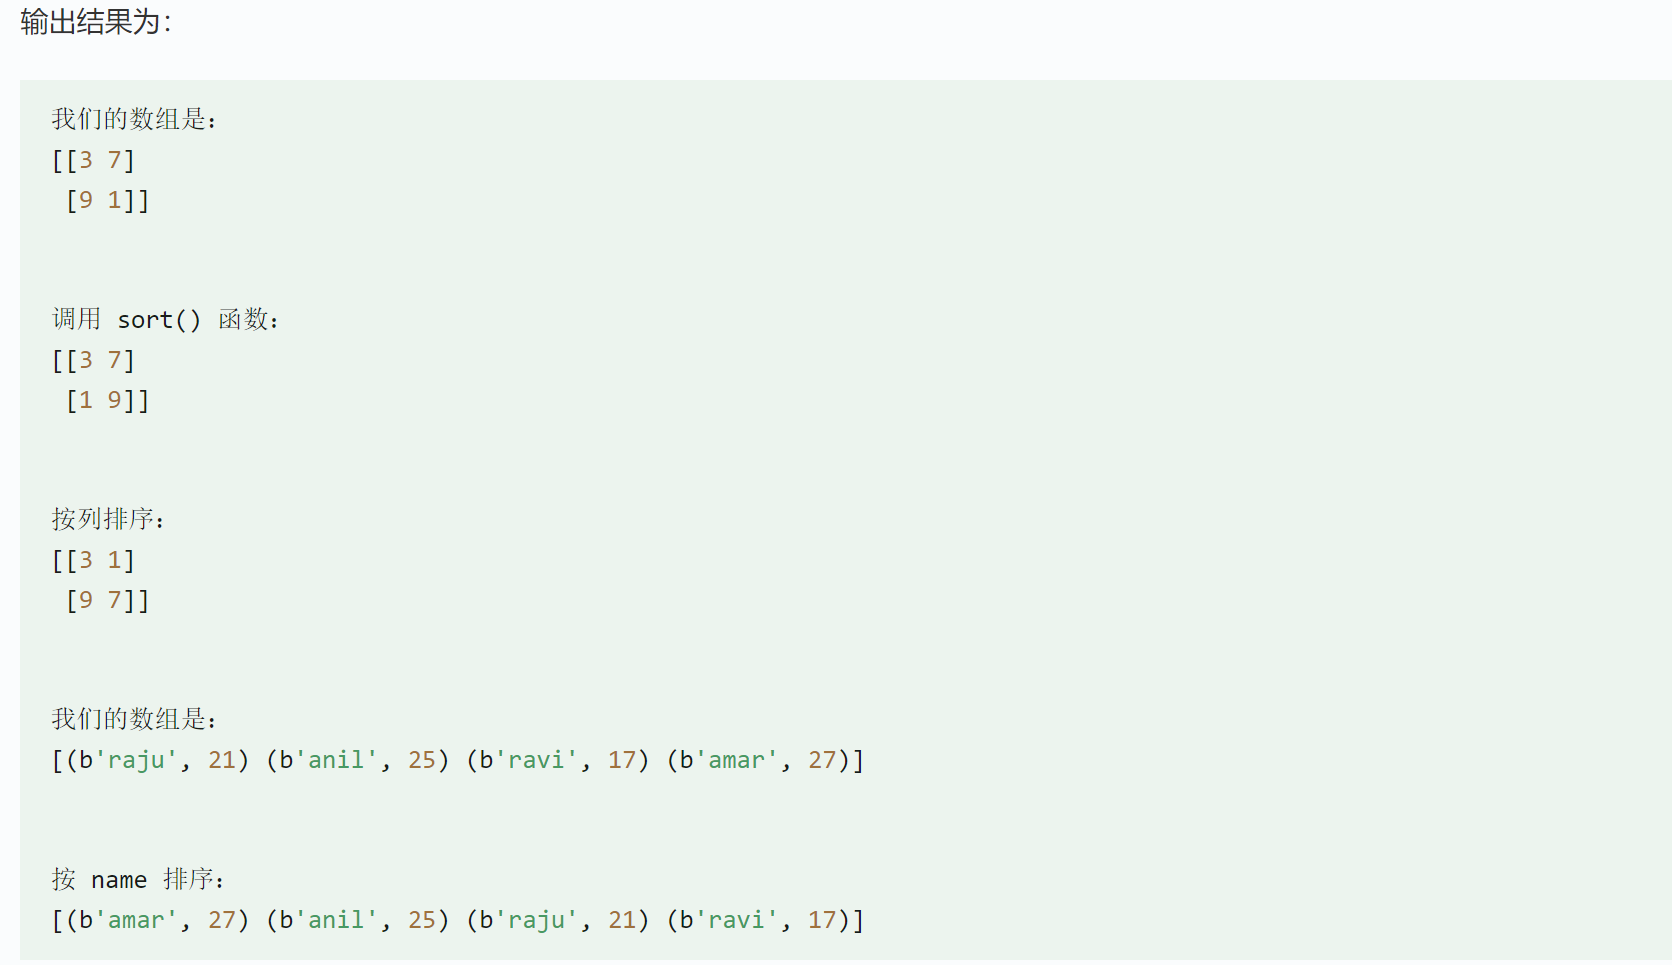 输出结果为：
我们的数组是：
[[3 7]
 [9 1]]
调用 sort() 函数：
[[3 7]
 [1 9]]
按列排序：
[[3 1]
 [9 7]]
我们的数组是：
[(b'raju', 21) (b'anil', 25) (b'ravi', 17) (b'amar', 27)]
按 name 排序：
[(b'amar', 27) (b'anil', 25) (b'raju', 21) (b'ravi', 17)]